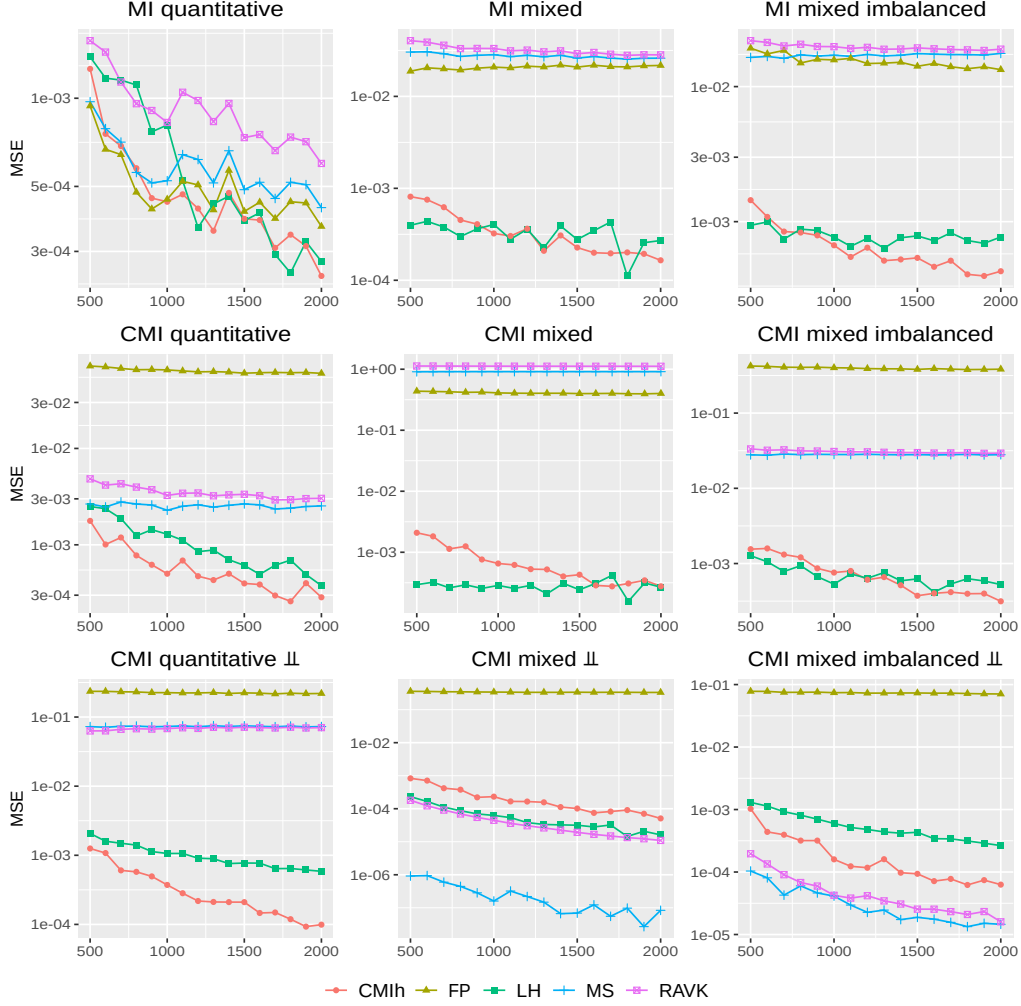 MI quantitative
MI mixed
MI mixed imbalanced
MSE
1e-03
5e-04
3e-04
500 1000 1500 2000
1e-02
1e-03
1e-04
500 1000 1500 2000
1e-02
3e-03
1e-03
500 1000 1500 2000
CMI quantitative
CMI mixed
CMI mixed imbalanced
MSE
3e-02
1e-02
3e-03
1e-03
3e-04
500 1000 1500 2000
1e+00
1e-01
1e-02
1e-03
500 1000 1500 2000
1e-01
1e-02
1e-03
500 1000 1500 2000
CMI quantitative ⫫
CMI mixed ⫫
CMI mixed imbalanced ⫫
MSE
1e-01
1e-02
1e-03
1e-04
500 1000 1500 2000
1e-02
1e-04
1e-06
500 1000 1500 2000
1e-01
1e-02
1e-03
1e-04
1e-05
500 1000 1500 2000
CMIh FP LH MS RAVK